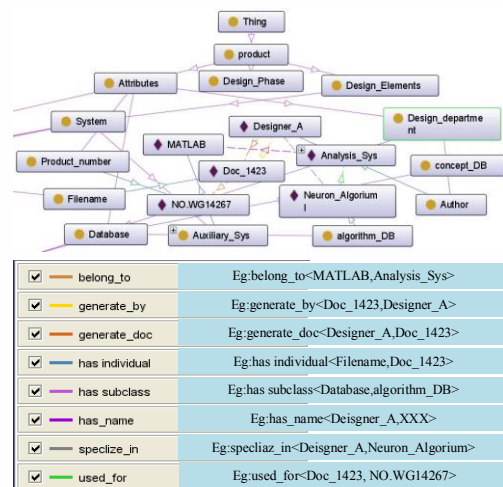 Thing
product
Attributes
Design_Phase
Design_Elements
System
Designer_A
Design_departme
nt
MATLAB
Analysis_Sys
Product_number
Doc_1423
concept_DB
Filename
NO.WG14267
Neuron_Algorium
l
Author
Database
Auxiliary_Sys
algorithm_DB
belong_to Eg:belong_to<MATLAB,Analysis_Sys>
generate_by Eg:generate_by<Doc_1423,Designer_A>
generate_doc Eg:generate_doc<Designer_A,Doc_1423>
has individual Eg:has individual<Filename,Doc_1423>
has subclass Eg:has subclass<Database,algorithm_DB>
has_name Eg:has_name<Deisgner_A,XXX>
speclize_in Eg:speliaz_in<Deisgner_A,Neuron_Algorium>
used_for Eg:used_for<Doc_1423, NO.WG14267>